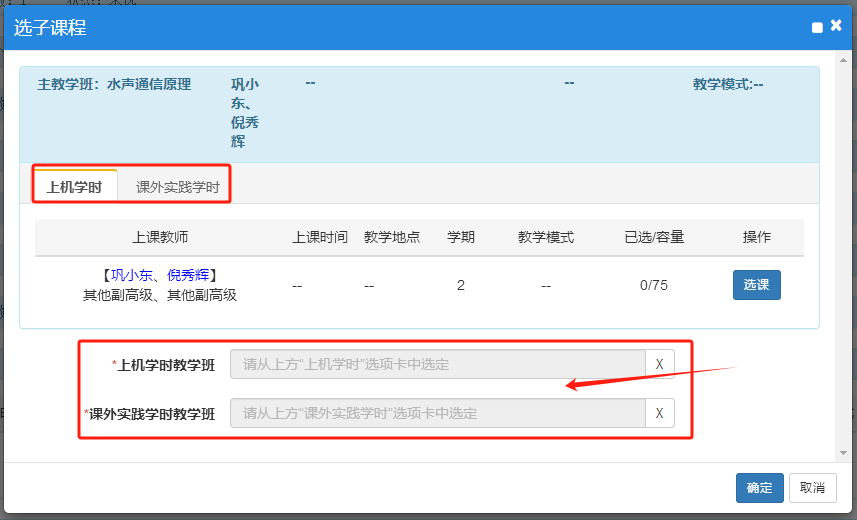 状态：未优
选子课程
主教学班：水声通信原理 巩小东、倪秀辉 -- -- 教学模式:--
上机学时 课外实践学时
上课教师 上课时间 教学地点 学期 教学模式 已选/容量 操作
【巩小东、倪秀辉】
其他副高级、其他副高级 -- -- 2 -- 0/75 选课
*上机学时教学班 请从上方“上机学时”选项卡中选定 X
*课外实践学时教学班 请从上方“课外实践学时”选项卡中选定 X
确定 取消